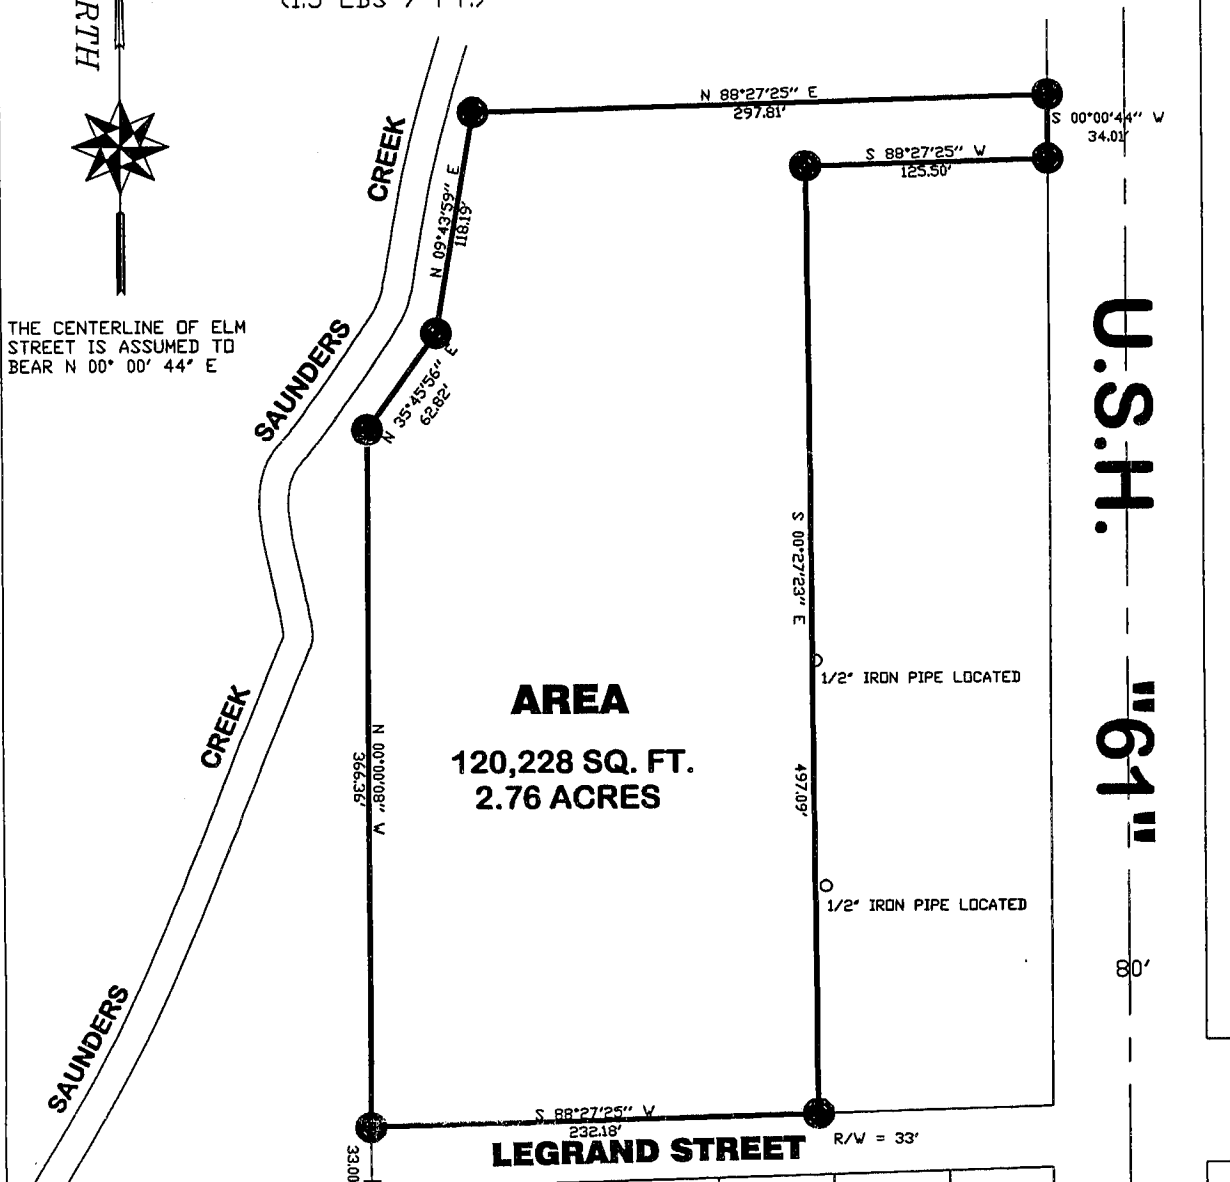 RTH
N 88°27'25" E
297.81'
S 00°00'44" W
34.01'
S 88°27'25" W
125.50'
CREEK
N 09°43'59" E
118.19'
THE CENTERLINE OF ELM
STREET IS ASSUMED TO
BEAR N 00° 00' 44" E
SAUNDERS
N 35°45'56" E
62.82'
U.S.H. "61"
S 00°27'23" E
497.09'
1/2" IRON PIPE LOCATED
CREEK
AREA
120,228 SQ. FT.
2.76 ACRES
N 00°00'08" W
366.36'
1/2" IRON PIPE LOCATED
80'
SAUNDERS
S 88°27'25" W
232.18'
LEGRAND STREET
R/W = 33'
33.00